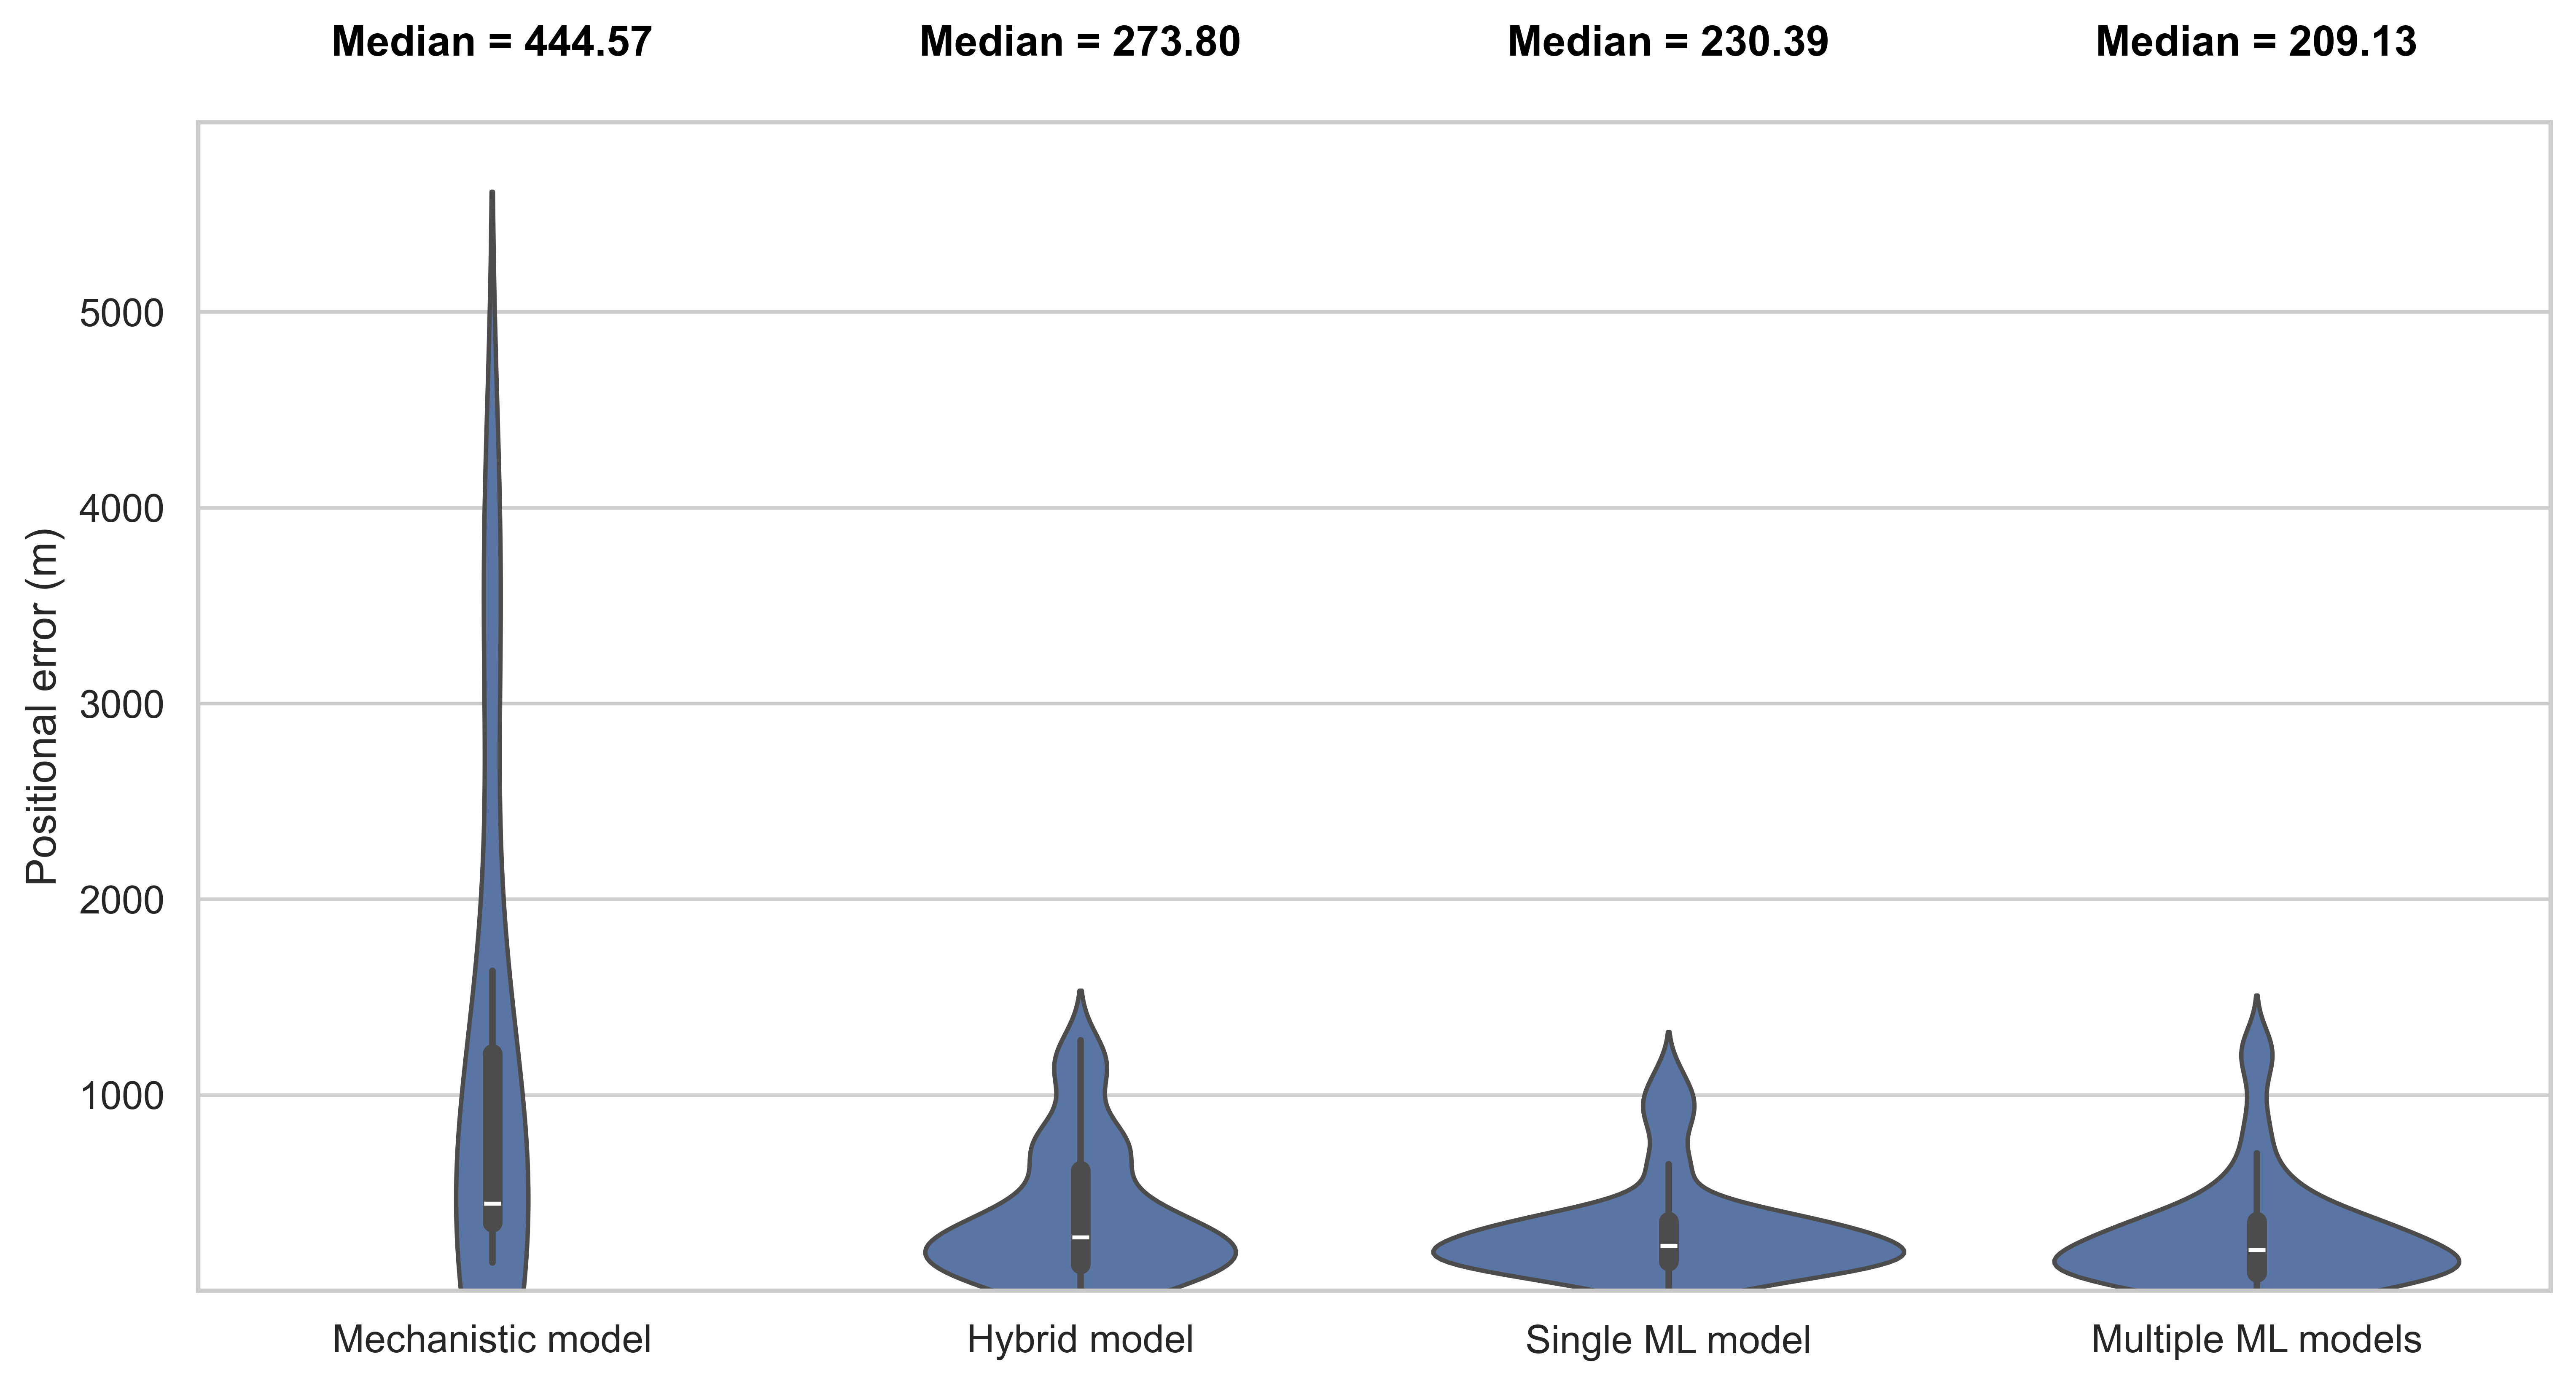 Median = 444.57
Median = 273.80
Median = 230.39
Median = 209.13
Positional error (m)
5000
4000
3000
2000
1000
Mechanistic model
Hybrid model
Single ML model
Multiple ML models